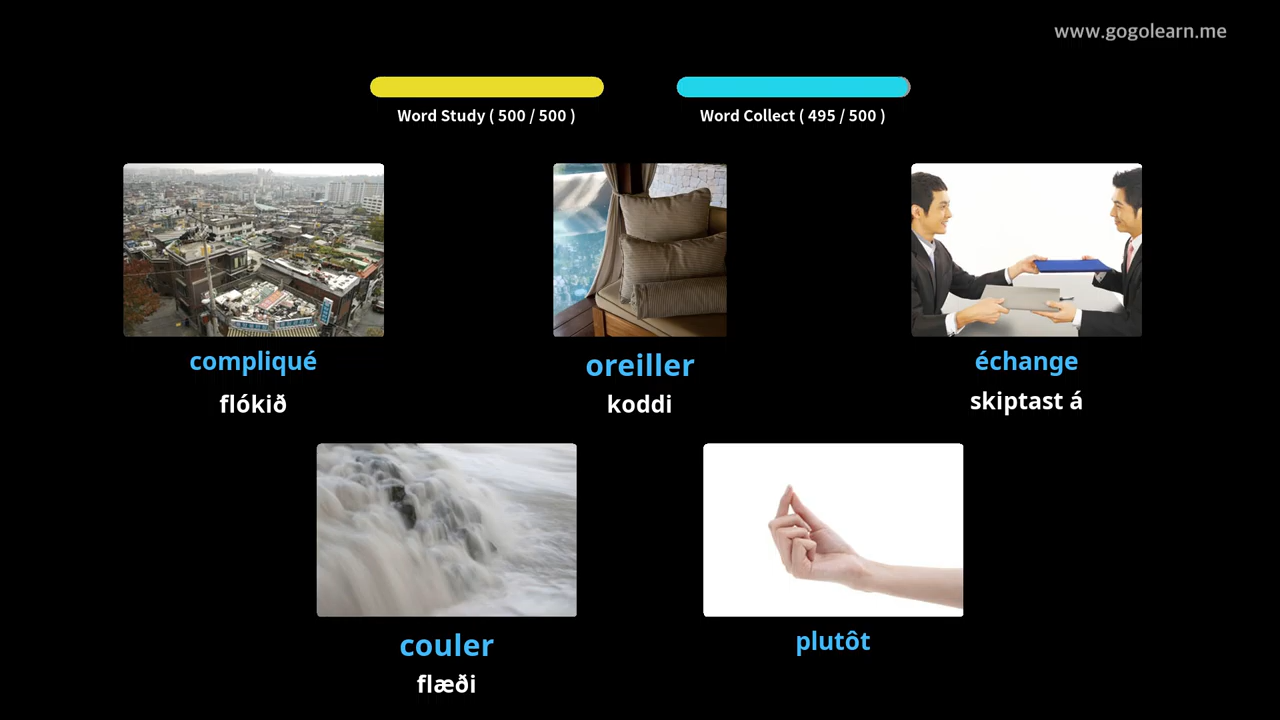 www.gogolearn.me
Word Study ( 500 / 500 )
Word Collect ( 495 / 500 )
compliqué
flókið
oreiller
koddi
échange
skiptast á
couler
flæði
plutôt